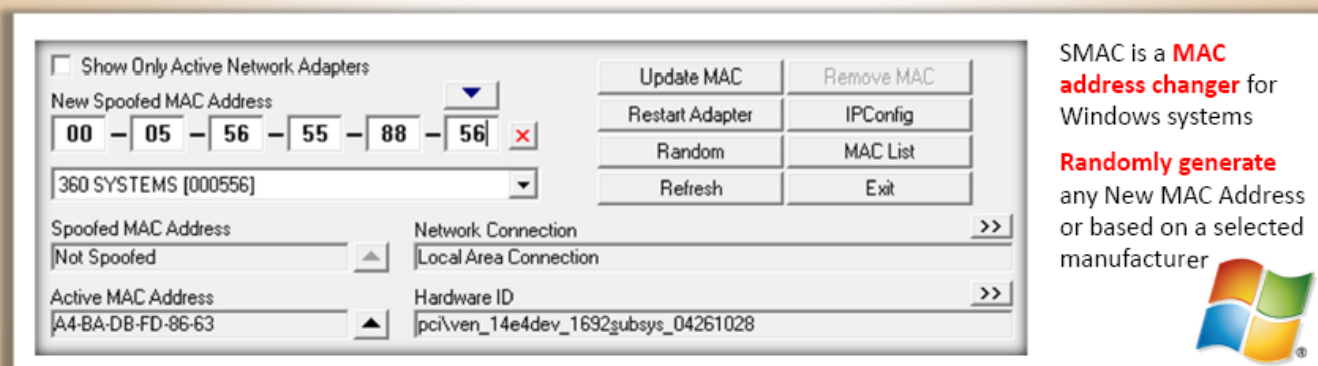 Show Only Active Network Adapters
New Spoofed MAC Address
00 – 05 – 56 – 55 – 88 – 56
360 SYSTEMS [000556]
Update MAC
Remove MAC
Restart Adapter
IPConfig
Random
MAC List
Refresh
Exit
Spoofed MAC Address
Not Spoofed
Network Connection
>>
Local Area Connection
Active MAC Address
A4-BA-DB-FD-86-63
Hardware ID
>>
pci\ven_14e4dev_1692subsys_04261028
SMAC is a MAC
address changer for
Windows systems
Randomly generate
any New MAC Address
or based on a selected
manufacturer
®